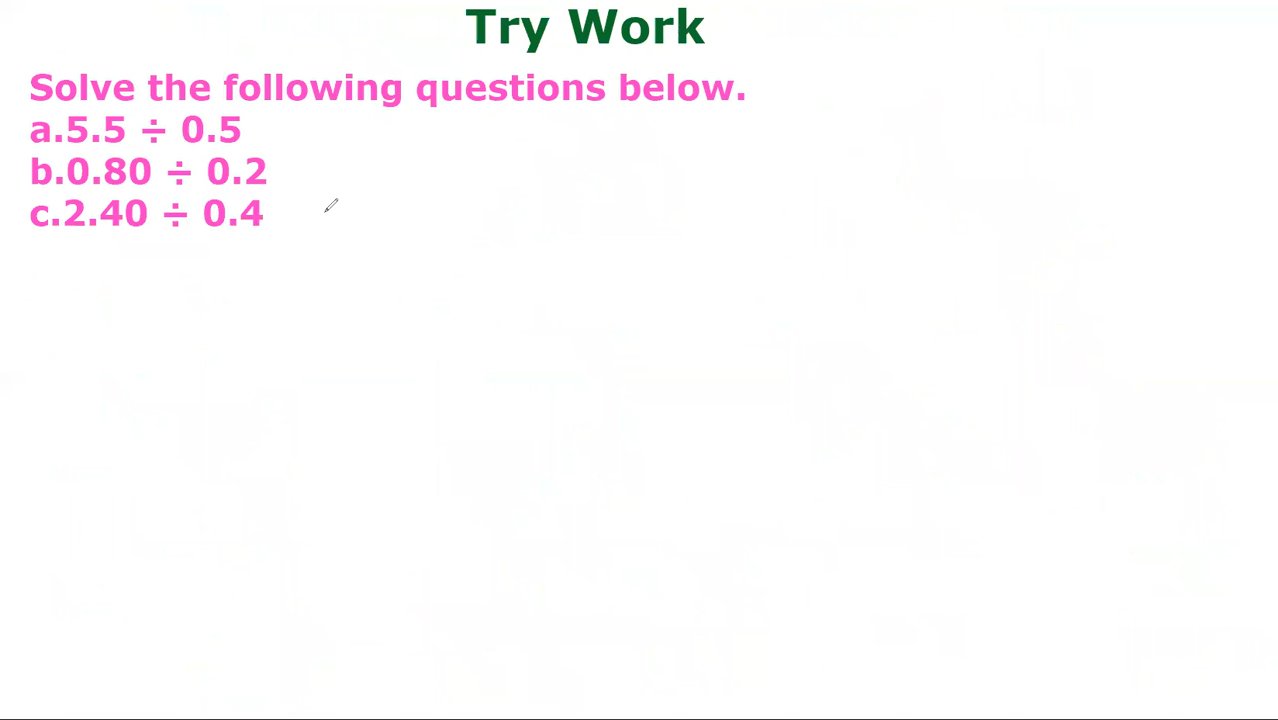 Try Work
Solve the following questions below.
a.5.5 ÷ 0.5
b.0.80 ÷ 0.2
c.2.40 ÷ 0.4